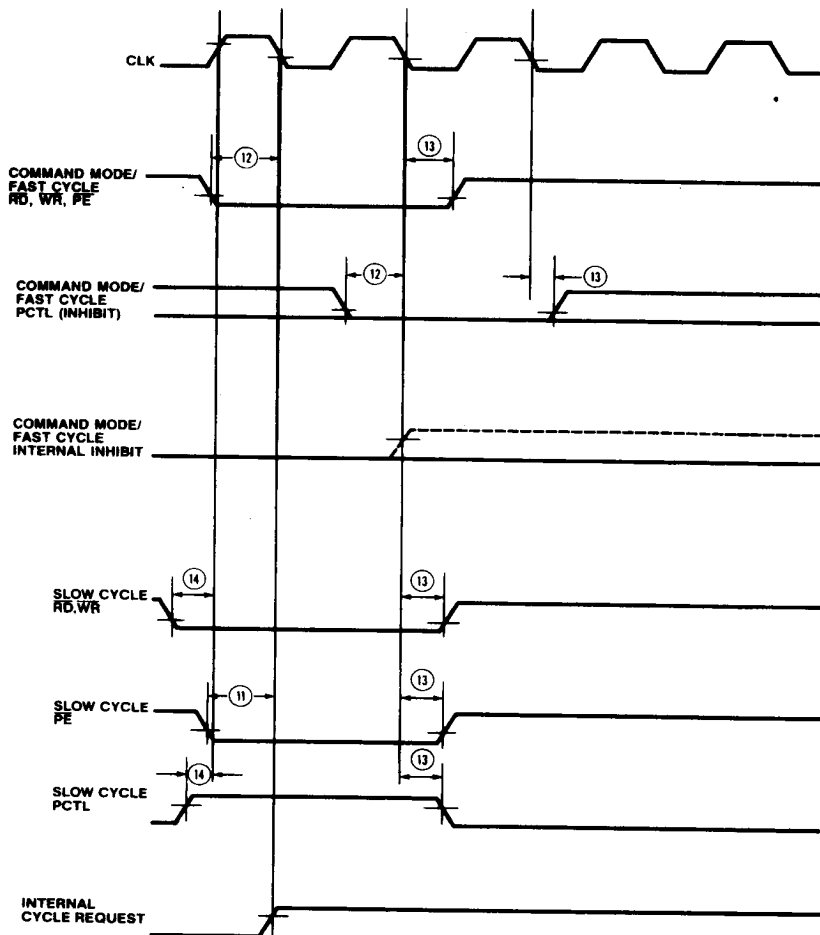 CLK
12
13
COMMAND MODE/
FAST CYCLE
RD, WR, PE
12
13
COMMAND MODE/
FAST CYCLE
PCTL (INHIBIT)
COMMAND MODE/
FAST CYCLE
INTERNAL INHIBIT
14
13
SLOW CYCLE
RD,WR
11
13
SLOW CYCLE
PE
14
13
SLOW CYCLE
PCTL
INTERNAL
CYCLE REQUEST